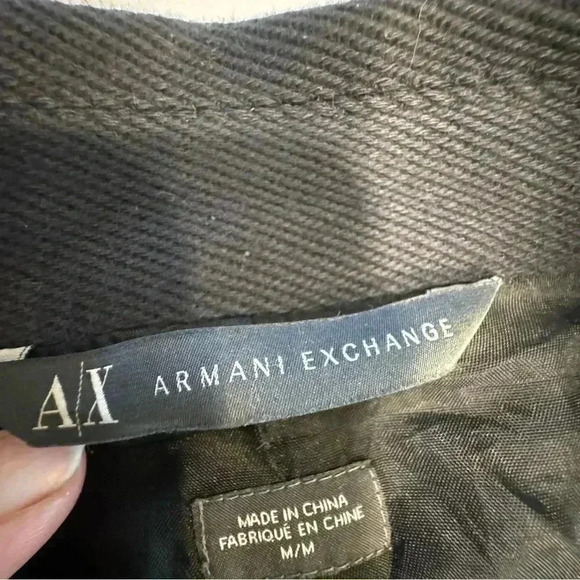 A|X ARMANI EXCHANGE
MADE IN CHINA
FABRIQUÉ EN CHINE
M/M